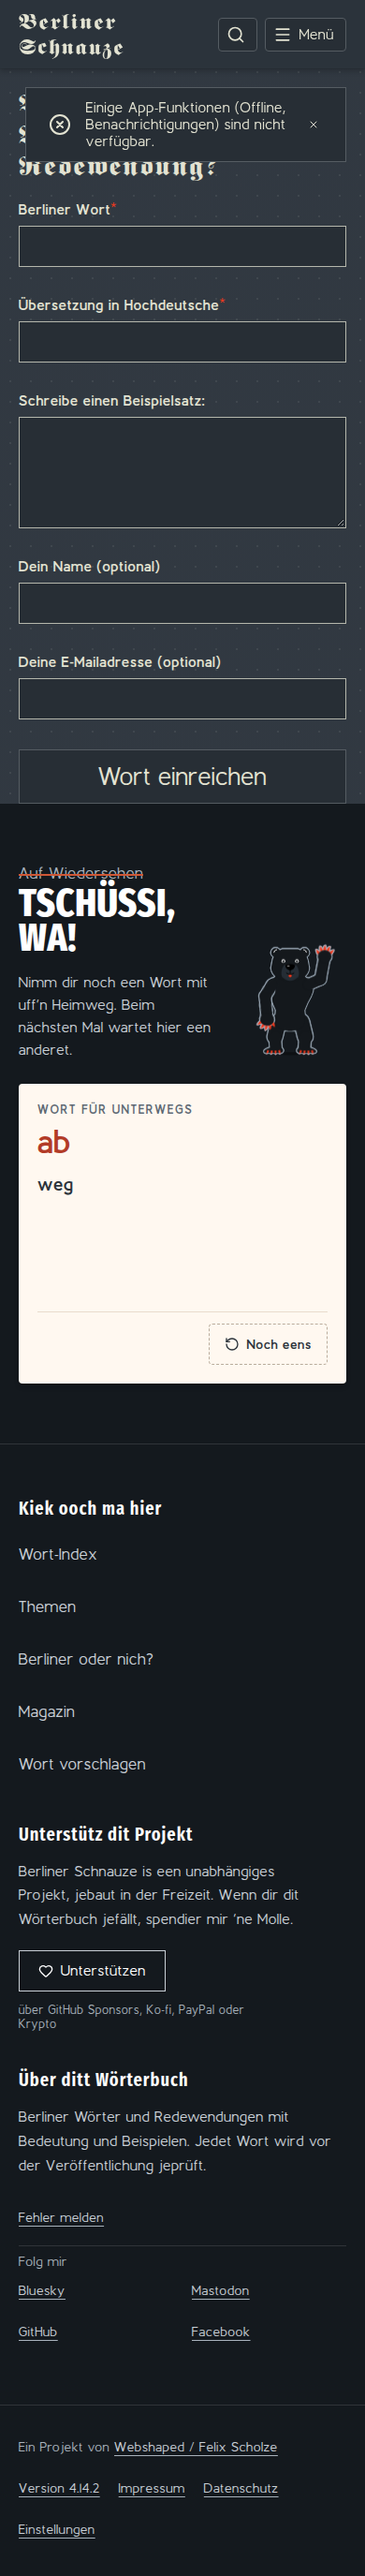 Berliner
Schnauze
Menü
Einige App-Funktionen (Offline,
Benachrichtigungen) sind nicht
verfügbar.
Redewendung?
Berliner Wort*
Übersetzung in Hochdeutsche*
Schreibe einen Beispielsatz:
Dein Name (optional)
Deine E-Mailadresse (optional)
Wort einreichen
Auf Wiedersehen
TSCHÜSSI,
WA!
Nimm dir noch een Wort mit
uff’n Heimweg. Beim
nächsten Mal wartet hier een
anderet.
WORT FÜR UNTERWEGS
ab
weg
Noch eens
Kiek ooch ma hier
Wort-Index
Themen
Berliner oder nich?
Magazin
Wort vorschlagen
Unterstütz dit Projekt
Berliner Schnauze is een unabhängiges
Projekt, jebaut in der Freizeit. Wenn dir dit
Wörterbuch jefällt, spendier mir ’ne Molle.
Unterstützen
über GitHub Sponsors, Ko-fi, PayPal oder
Krypto
Über ditt Wörterbuch
Berliner Wörter und Redewendungen mit
Bedeutung und Beispielen. Jedet Wort wird vor
der Veröffentlichung jeprüft.
Fehler melden
Folg mir
Bluesky Mastodon
GitHub Facebook
Ein Projekt von Webshaped / Felix Scholze
Version 4.14.2 Impressum Datenschutz
Einstellungen